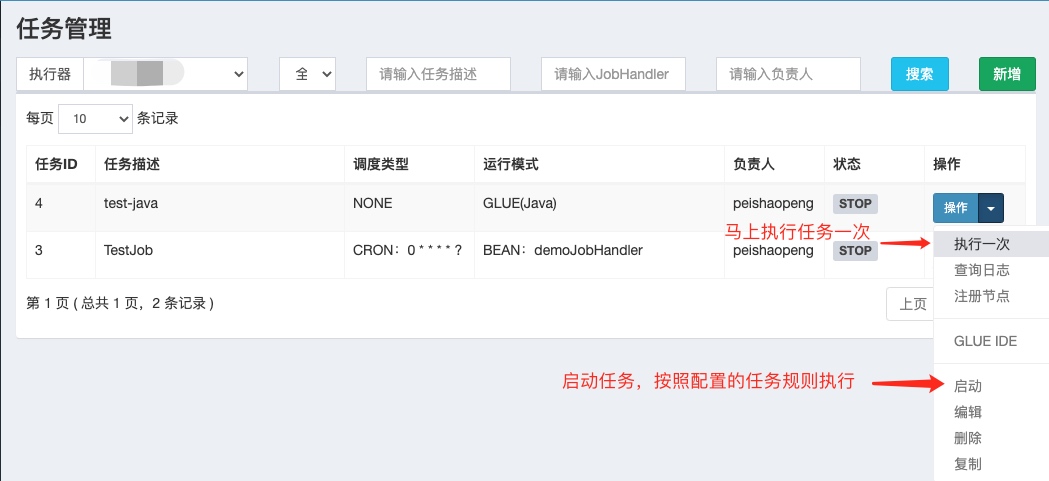 任务管理
执行器 全 请输入任务描述 请输入JobHandler 请输入负责人 搜索 新增
每页 10 条记录
任务ID 任务描述 调度类型 运行模式 负责人 状态 操作
4 test-java NONE GLUE(Java) peishaopeng STOP 操作
马上执行任务一次
3 TestJob CRON：0 * * * * ? BEAN：demoJobHandler peishaopeng STOP
执行一次
查询日志
注册节点
第 1 页 ( 总共 1 页，2 条记录 )
上页
GLUE IDE
启动任务，按照配置的任务规则执行
启动
编辑
删除
复制